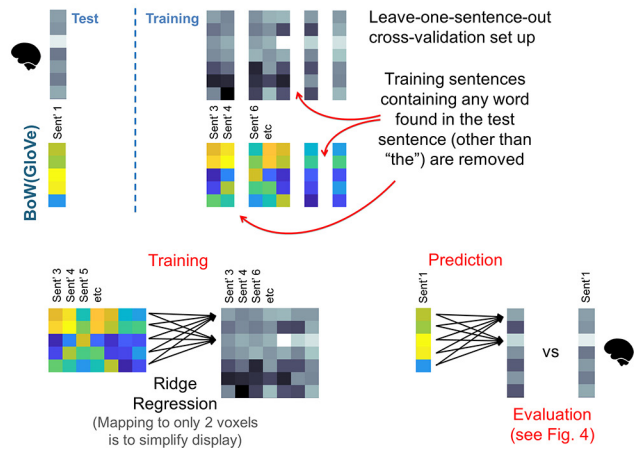 Test
Training
Leave-one-sentence-out
cross-validation set up
Training sentences
containing any word
found in the test
sentence (other than
“the”) are removed
BoW(GloVe)
Sent' 1
Sent' 3
Sent' 4
Sent' 6
etc
Training
Sent' 3
Sent' 4
Sent' 5
etc
Sent' 3
Sent' 4
Sent' 6
etc
Ridge
Regression
(Mapping to only 2 voxels
is to simplify display)
Prediction
Sent'1
Sent'1
vs
Evaluation
(see Fig. 4)